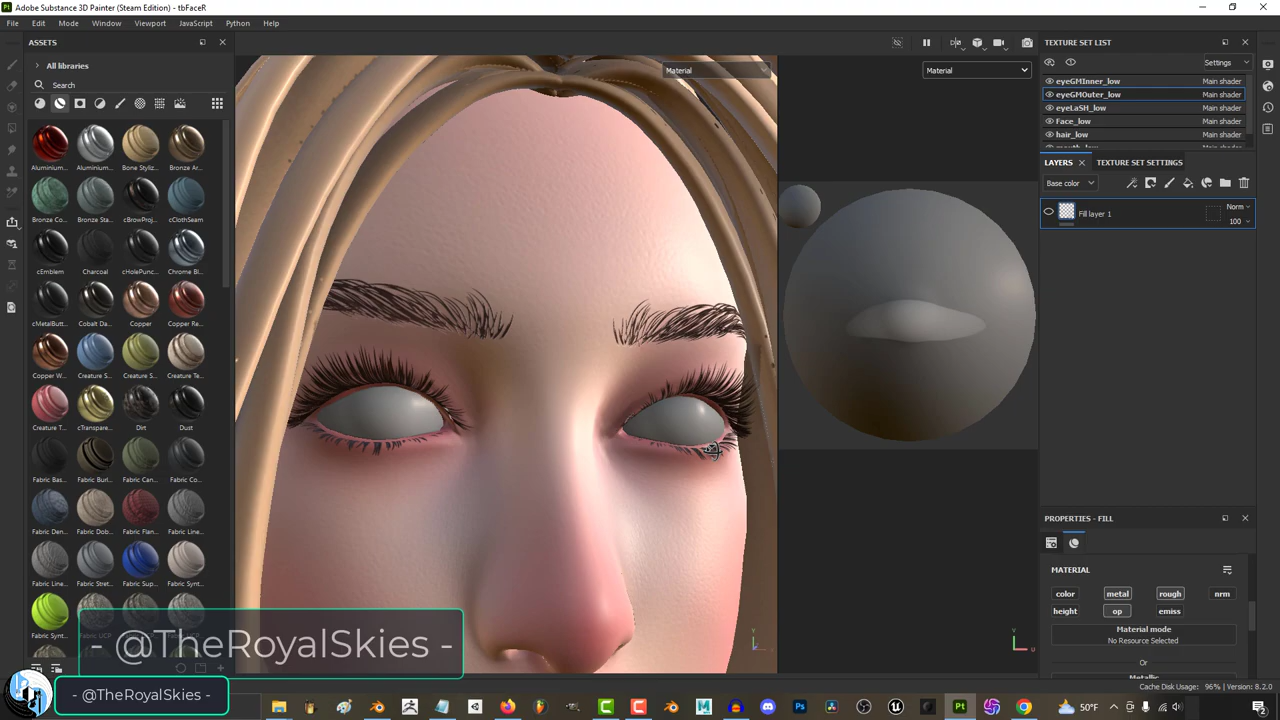 Adobe Substance 3D Painter (Steam Edition) - tbFaceR
File Edit Mode Window Viewport JavaScript Python Help
ASSETS
All libraries
Search
Aluminium... Aluminium... Bone Styliz... Bronze Ar...
Bronze Co... Bronze Sta... cBrowProj... cClothSeam
cEmblem Charcoal cHolePunc... Chrome Bl...
cMetalButt... Cobalt Da... Copper Copper Re...
Copper W... Creature S... Creature S... Creature Te...
Creature T... cTranspare... Dirt Dust
Fabric Bas... Fabric Burl... Fabric Can... Fabric Co...
Fabric Den... Fabric Dob... Fabric Flan... Fabric Line...
Fabric Line... Fabric Stret... Fabric Sup... Fabric Synt...
Fabric Synt...
Material
Material
TEXTURE SET LIST
Settings
eyeGMInner_low Main shader
eyeGMOuter_low Main shader
eyeLaSH_low Main shader
Face_low Main shader
hair_low Main shader
LAYERS TEXTURE SET SETTINGS
Base color
Fill layer 1 Norm
100
PROPERTIES - FILL
MATERIAL
color metal rough nrm
height op emiss
Material mode
No Resource Selected
Or
Cache Disk Usage: 96% | Version: 8.2.0
- @TheRoyalSkies -
- @TheRoyalSkies -
50°F